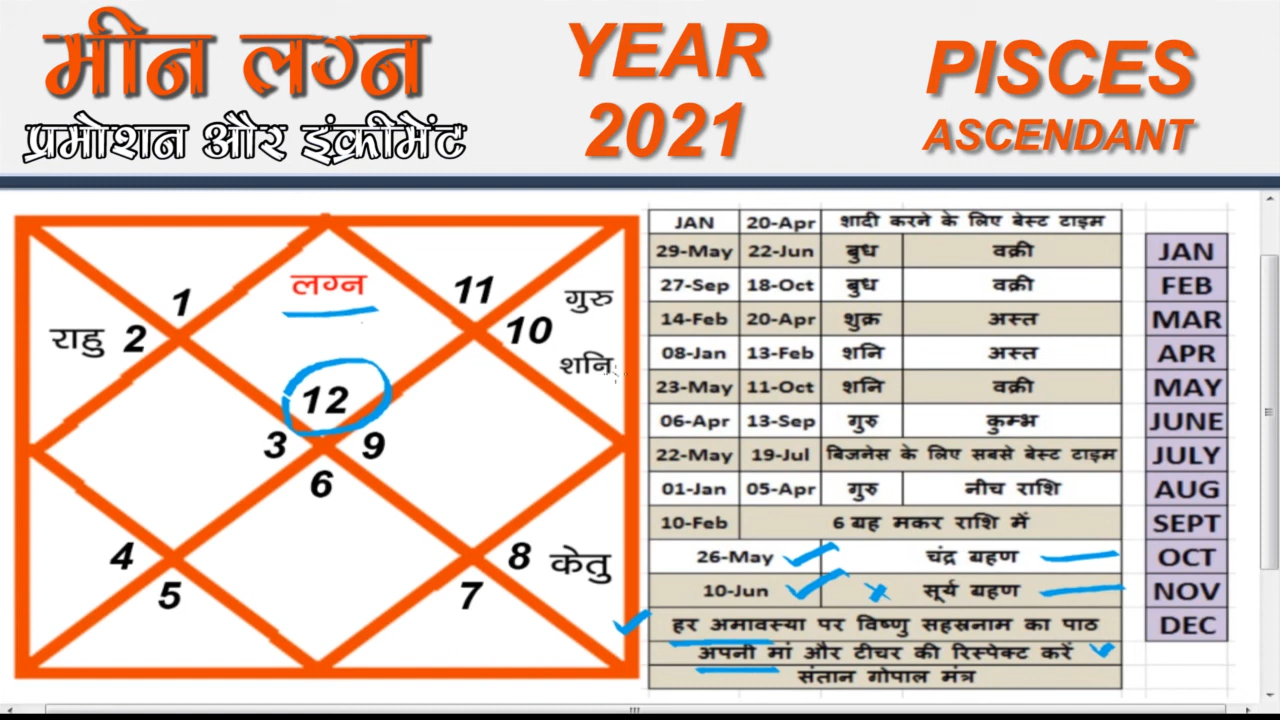 मीन लग्न
प्रमोशन और इंक्रीमेंट
YEAR
2021
PISCES
ASCENDANT
लग्न
1
11
गुरु
राहु 2
10
शनि
12
3
9
6
4
8 केतु
5
7
JAN 20-Apr शादी करने के लिए बेस्ट टाइम
29-May 22-Jun बुध वक्री
27-Sep 18-Oct बुध वक्री
14-Feb 20-Apr शुक्र अस्त
08-Jan 13-Feb शनि अस्त
23-May 11-Oct शनि वक्री
06-Apr 13-Sep गुरु कुम्भ
22-May 19-Jul बिजनेस के लिए सबसे बेस्ट टाइम
01-Jan 05-Apr गुरु नीच राशि
10-Feb 6 ग्रह मकर राशि में
26-May चंद्र ग्रहण
10-Jun सूर्य ग्रहण
हर अमावस्या पर विष्णु सहस्रनाम का पाठ
अपनी मां और टीचर की रिस्पेक्ट करें
संतान गोपाल मंत्र
JAN
FEB
MAR
APR
MAY
JUNE
JULY
AUG
SEPT
OCT
NOV
DEC